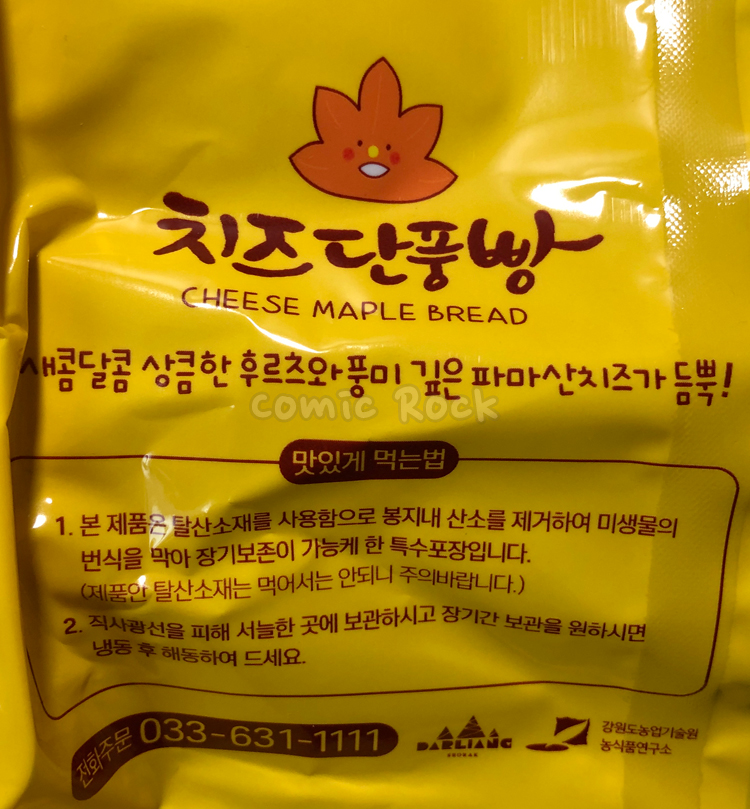 치즈단풍빵
CHEESE MAPLE BREAD
새콤달콤 상큼한 후르츠와 풍미 깊은 파마산치즈가 듬뿍!
Comic Rock
맛있게 먹는법
1. 본 제품은 탈산소재를 사용함으로 봉지내 산소를 제거하여 미생물의
번식을 막아 장기보존이 가능케 한 특수포장입니다.
(제품안 탈산소재는 먹어서는 안되니 주의바랍니다.)
2. 직사광선을 피해 서늘한 곳에 보관하시고 장기간 보관을 원하시면
냉동 후 해동하여 드세요.
전화주문 033-631-1111
DARLIANG
SEORAK
강원도농업기술원
농식품연구소